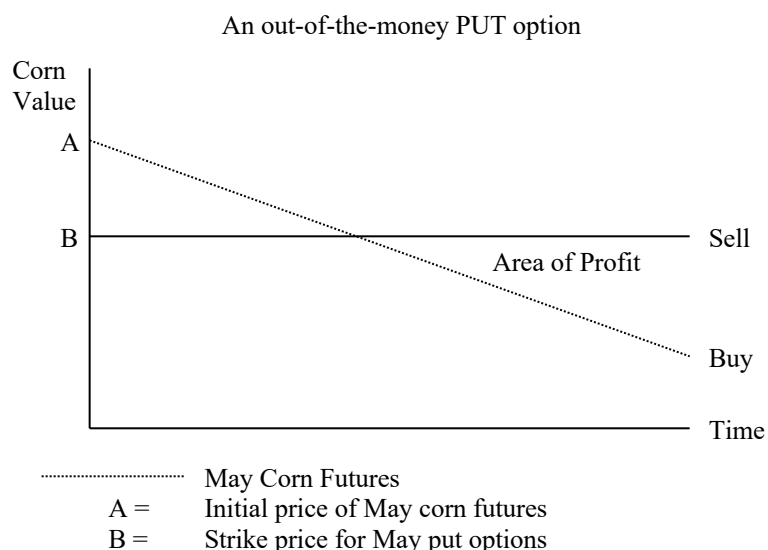 An out-of-the-money PUT option
Corn
Value
A
B
Sell
Area of Profit
Buy
Time
May Corn Futures
A = Initial price of May corn futures
B = Strike price for May put options